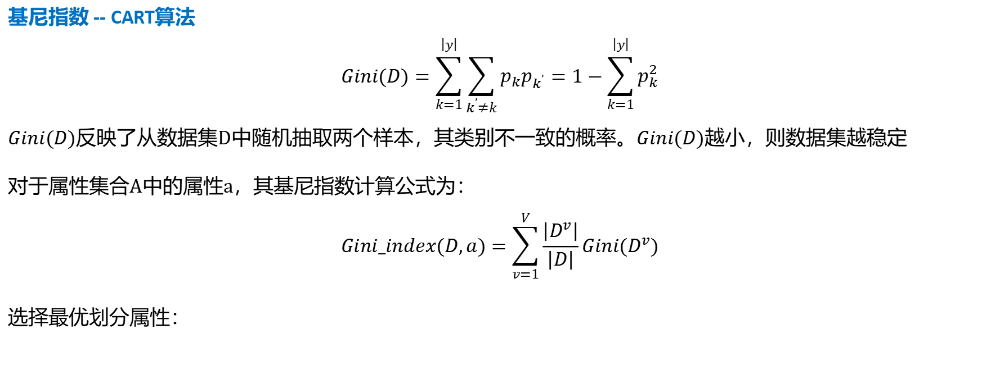 基尼指数 -- CART算法
$Gini(D) = \sum_{k=1}^{|y|} \sum_{k^{'} \neq k} p_k p_{k^{'}} = 1 - \sum_{k=1}^{|y|} p_k^2$
Gini(D)反映了从数据集D中随机抽取两个样本，其类别不一致的概率。Gini(D)越小，则数据集越稳定
对于属性集合A中的属性a，其基尼指数计算公式为：
$Gini\_index(D, a) = \sum_{v=1}^{V} \frac{|D^v|}{|D|} Gini(D^v)$
选择最优划分属性：